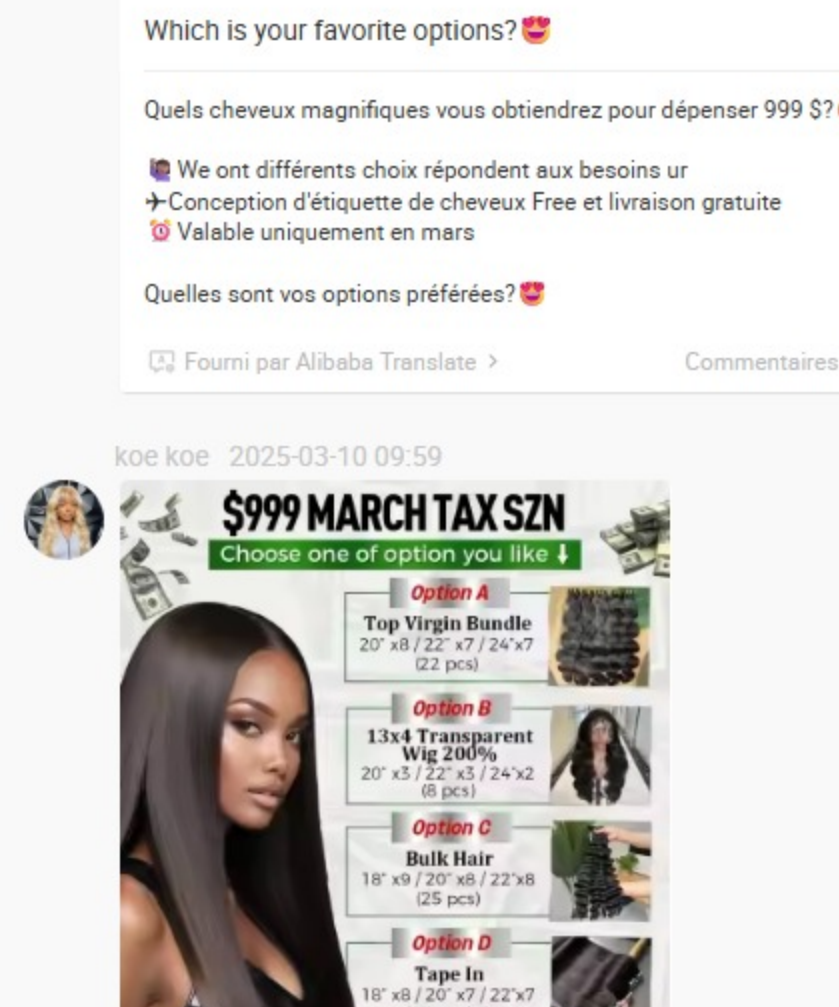 Which is your favorite options?😍
Quels cheveux magnifiques vous obtiendrez pour dépenser 999 $?
We ont différents choix répondent aux besoins ur
✈Conception d'étiquette de cheveux Free et livraison gratuite
⏰ Valable uniquement en mars
Quelles sont vos options préférées?😍
Fourni par Alibaba Translate >
Commentaires
koe koe 2025-03-10 09:59
$999 MARCH TAX SZN
Choose one of option you like ⬇
Option A
Top Virgin Bundle
20" x8 / 22" x7 / 24"x7
(22 pcs)
Option B
13x4 Transparent
Wig 200%
20" x3 / 22" x3 / 24"x2
(8 pcs)
Option C
Bulk Hair
18" x9 / 20" x8 / 22"x8
(25 pcs)
Option D
Tape In
18" x8 / 20" x7 / 22"x7